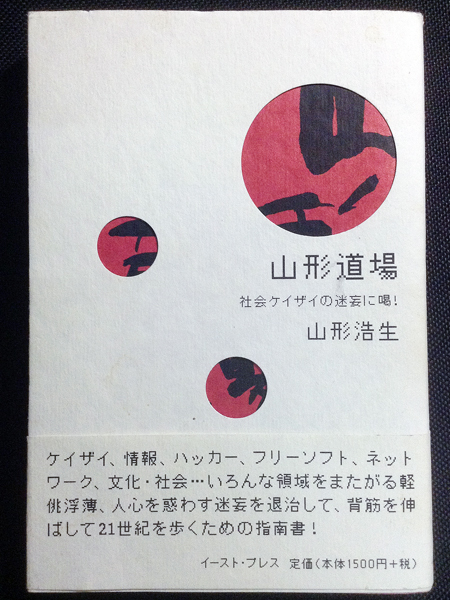 山形道場
社会ケイザイの迷妄に喝!
山形浩生
ケイザイ、情報、ハッカー、フリーソフト、ネット
ワーク、文化・社会…いろんな領域をまたがる軽
佻浮薄、人心を惑わす迷妄を退治して、背筋を伸
ばして21世紀を歩くための指南書!
イースト・プレス 定価(本体1500円+税)